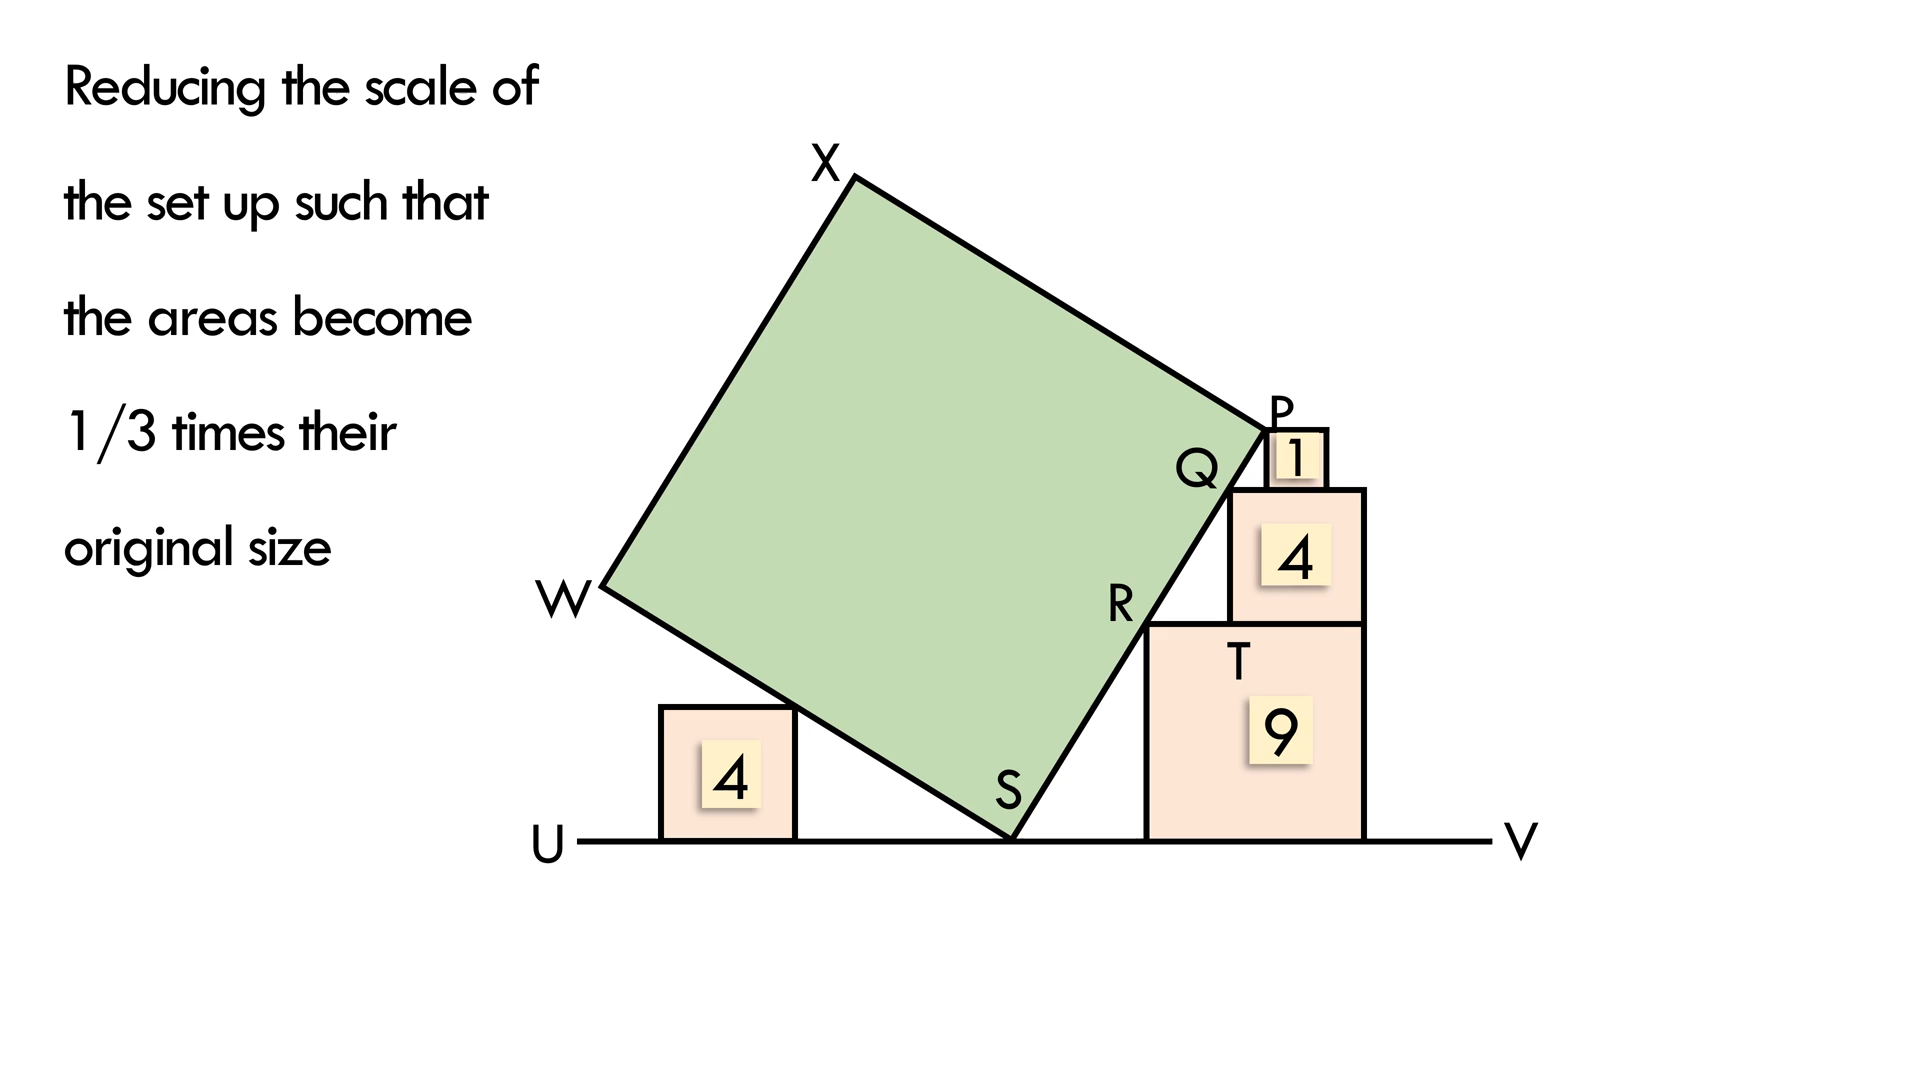 Reducing the scale of
the set up such that
the areas become
1/3 times their
original size
X
P
1
Q
4
W
R
T
9
4
S
U
V